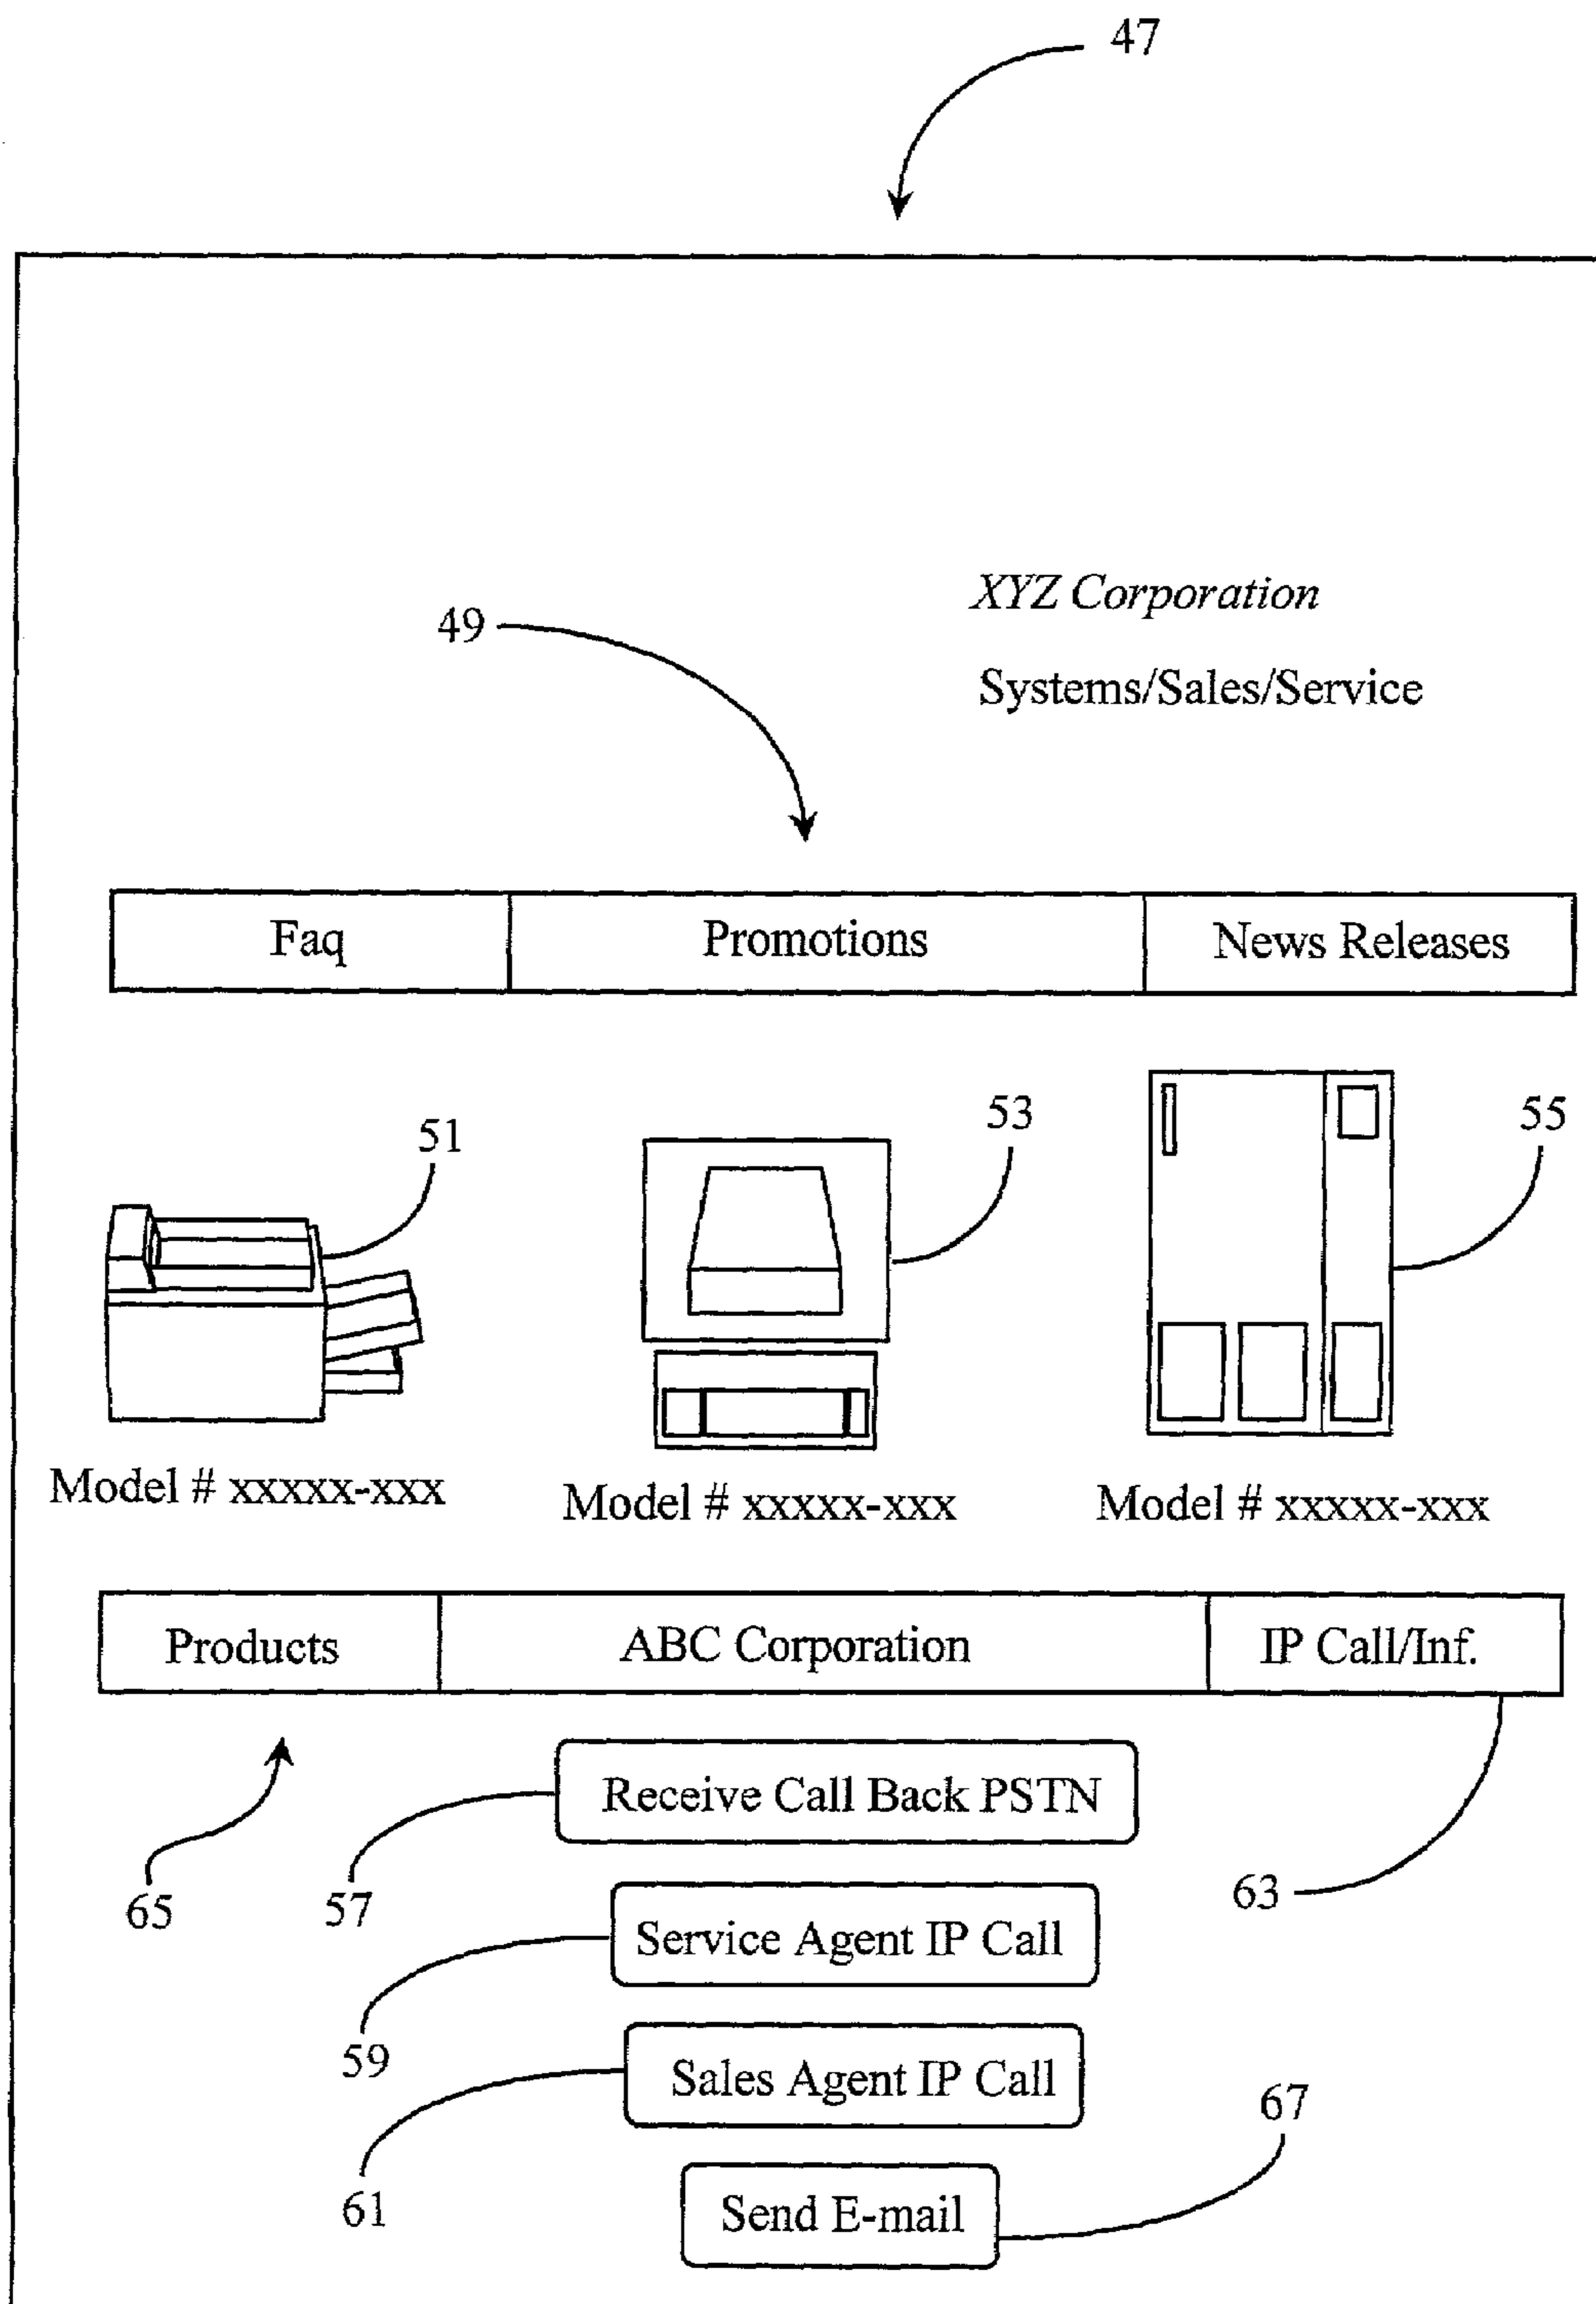 47
XYZ Corporation
49
Systems/Sales/Service
Faq Promotions News Releases
51 53 55
Model # xxxxx-xxx Model # xxxxx-xxx Model # xxxxx-xxx
Products ABC Corporation IP Call/Inf.
Receive Call Back PSTN
65 57 63
Service Agent IP Call
59
Sales Agent IP Call
67
61
Send E-mail